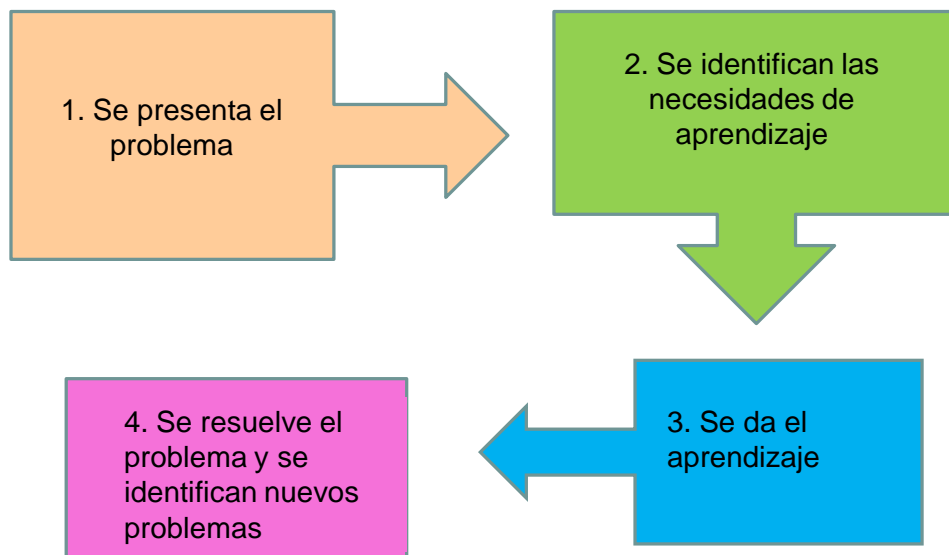 1. Se presenta el
problema
2. Se identifican las
necesidades de
aprendizaje
3. Se da el
aprendizaje
4. Se resuelve el
problema y se
identifican nuevos
problemas